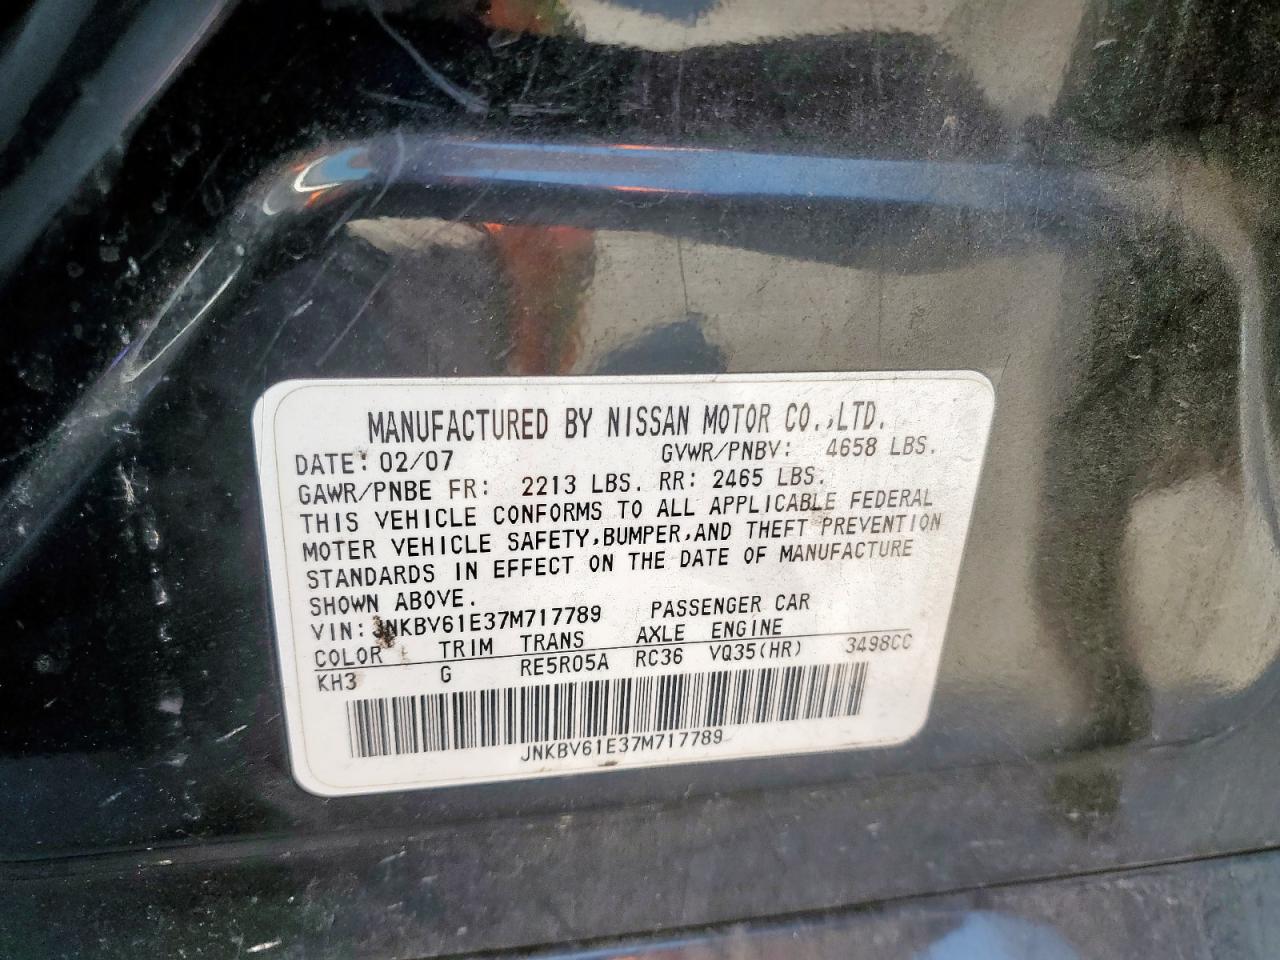 MANUFACTURED BY NISSAN MOTOR CO.,LTD.
DATE: 02/07 GVWR/PNBV: 4658 LBS.
GAWR/PNBE FR: 2213 LBS. RR: 2465 LBS.
THIS VEHICLE CONFORMS TO ALL APPLICABLE FEDERAL
MOTER VEHICLE SAFETY,BUMPER,AND THEFT PREVENTION
STANDARDS IN EFFECT ON THE DATE OF MANUFACTURE
SHOWN ABOVE.
VIN: JNKBV61E37M717789 PASSENGER CAR
COLOR TRIM TRANS AXLE ENGINE
KH3 G RE5R05A RC36 VQ35(HR) 3498CC
JNKBV61E37M717789